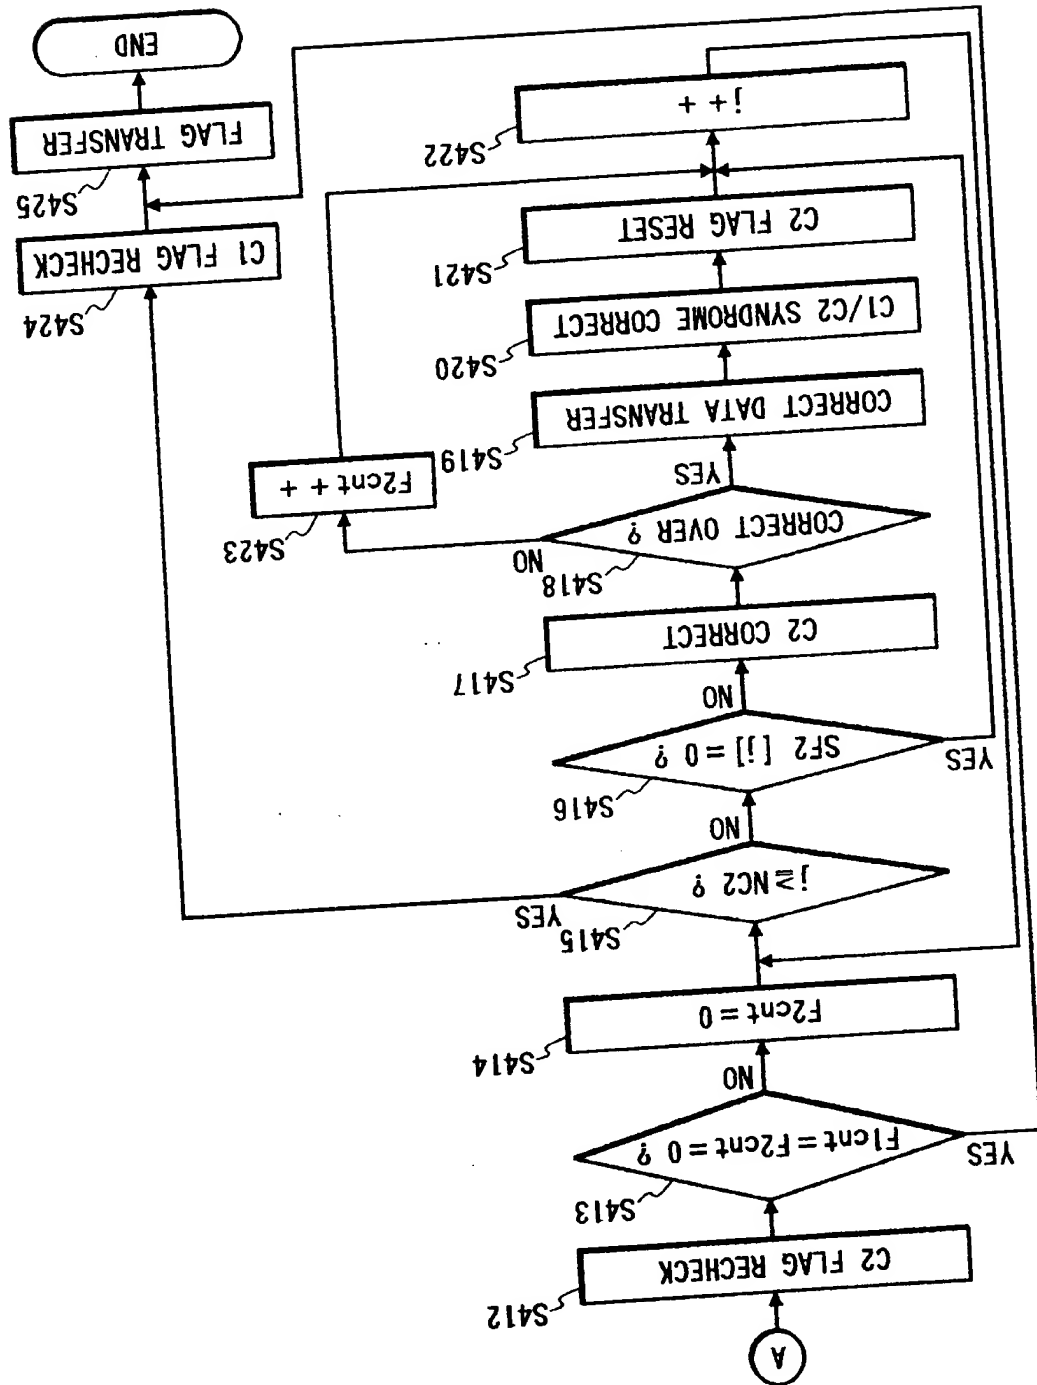 A
S412
C2 FLAG RECHECK
S413
F1cnt = F2cnt = 0 ?
YES
NO
S414
F2cnt = 0
S415
j ≧ NC2 ?
YES
NO
S416
SF2 [j] = 0 ?
YES
NO
S417
C2 CORRECT
S418
CORRECT OVER ?
NO
YES
S423
F2cnt + +
S419
CORRECT DATA TRANSFER
S420
C1/C2 SYNDROME CORRECT
S421
C2 FLAG RESET
S422
j + +
S424
C1 FLAG RECHECK
S425
FLAG TRANSFER
END